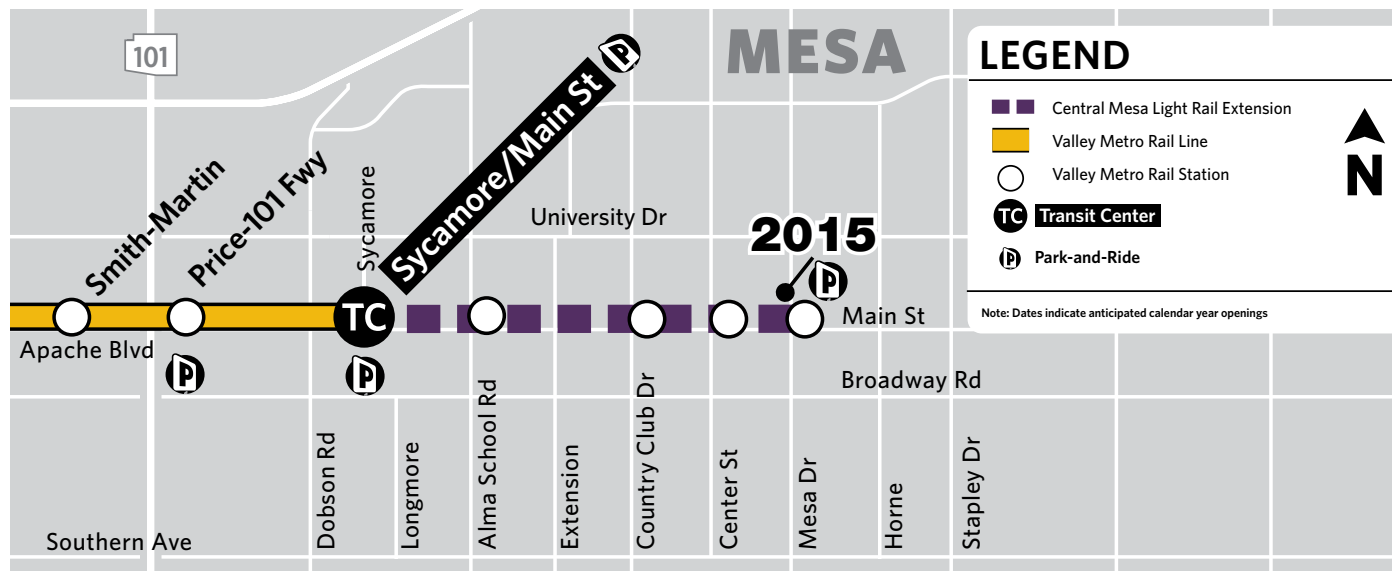 101
MESA
LEGEND
Central Mesa Light Rail Extension
Valley Metro Rail Line
Valley Metro Rail Station
TC Transit Center
P Park-and-Ride
Note: Dates indicate anticipated calendar year openings
N
P
Smith-Martin
Price-101 Fwy
Sycamore
Sycamore/Main St
University Dr
2015
P
TC
Main St
Apache Blvd
P
P
Broadway Rd
Dobson Rd
Longmore
Alma School Rd
Extension
Country Club Dr
Center St
Mesa Dr
Horne
Stapley Dr
Southern Ave